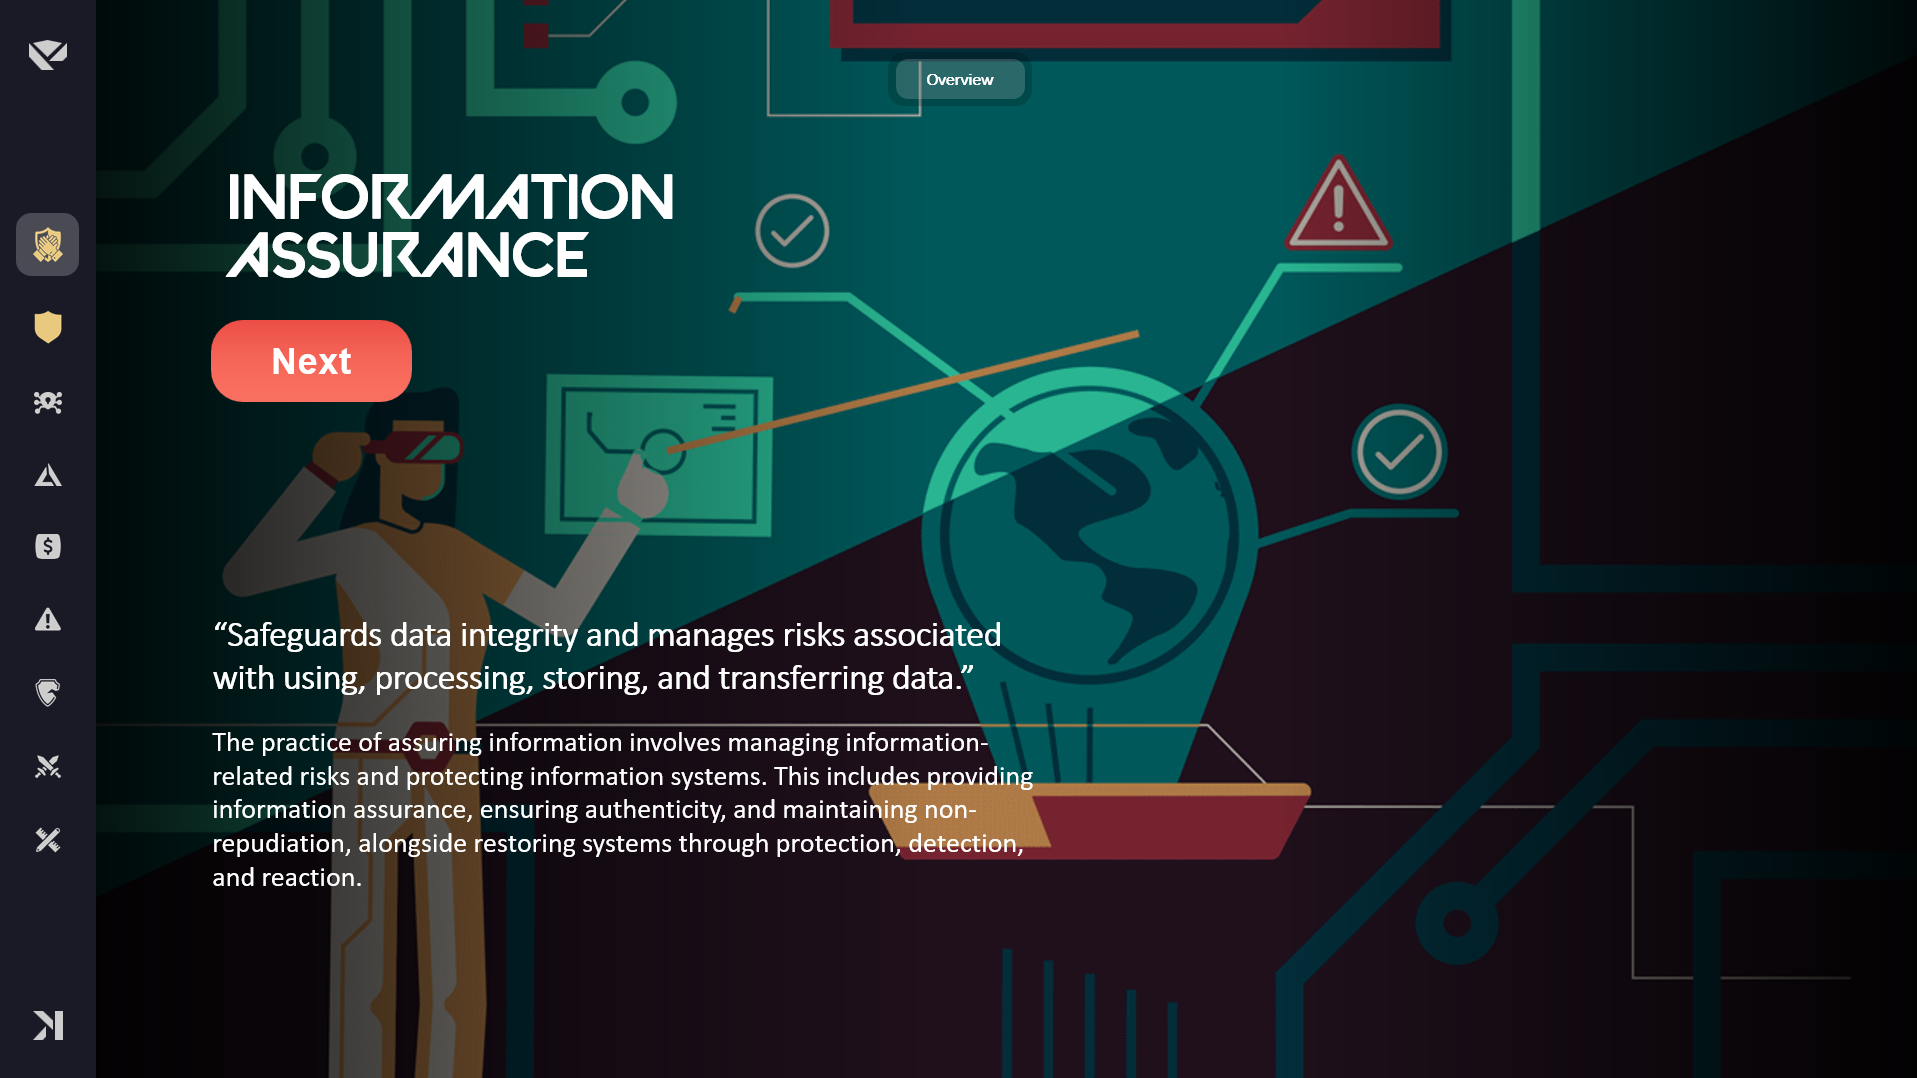 Overview
INFORMATION
ASSURANCE
Next
“Safeguards data integrity and manages risks associated
with using, processing, storing, and transferring data.”
The practice of assuring information involves managing information-
related risks and protecting information systems. This includes providing
information assurance, ensuring authenticity, and maintaining non-
repudiation, alongside restoring systems through protection, detection,
and reaction.